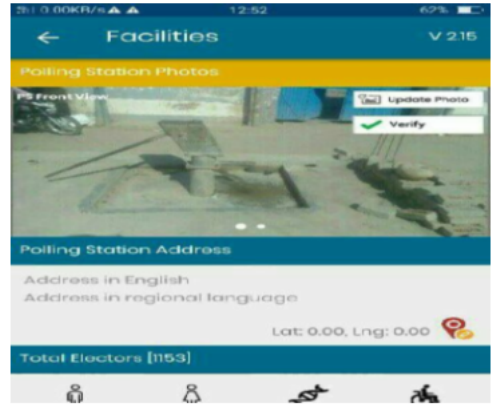 0.00KB/s 12:52 62%
← Facilities V 2.15
Polling Station Photos
PS Front View
Update Photo
Verify
Polling Station Address
Address in English
Address in regional language
Lat: 0.00, Lng: 0.00
Total Electors [1153]